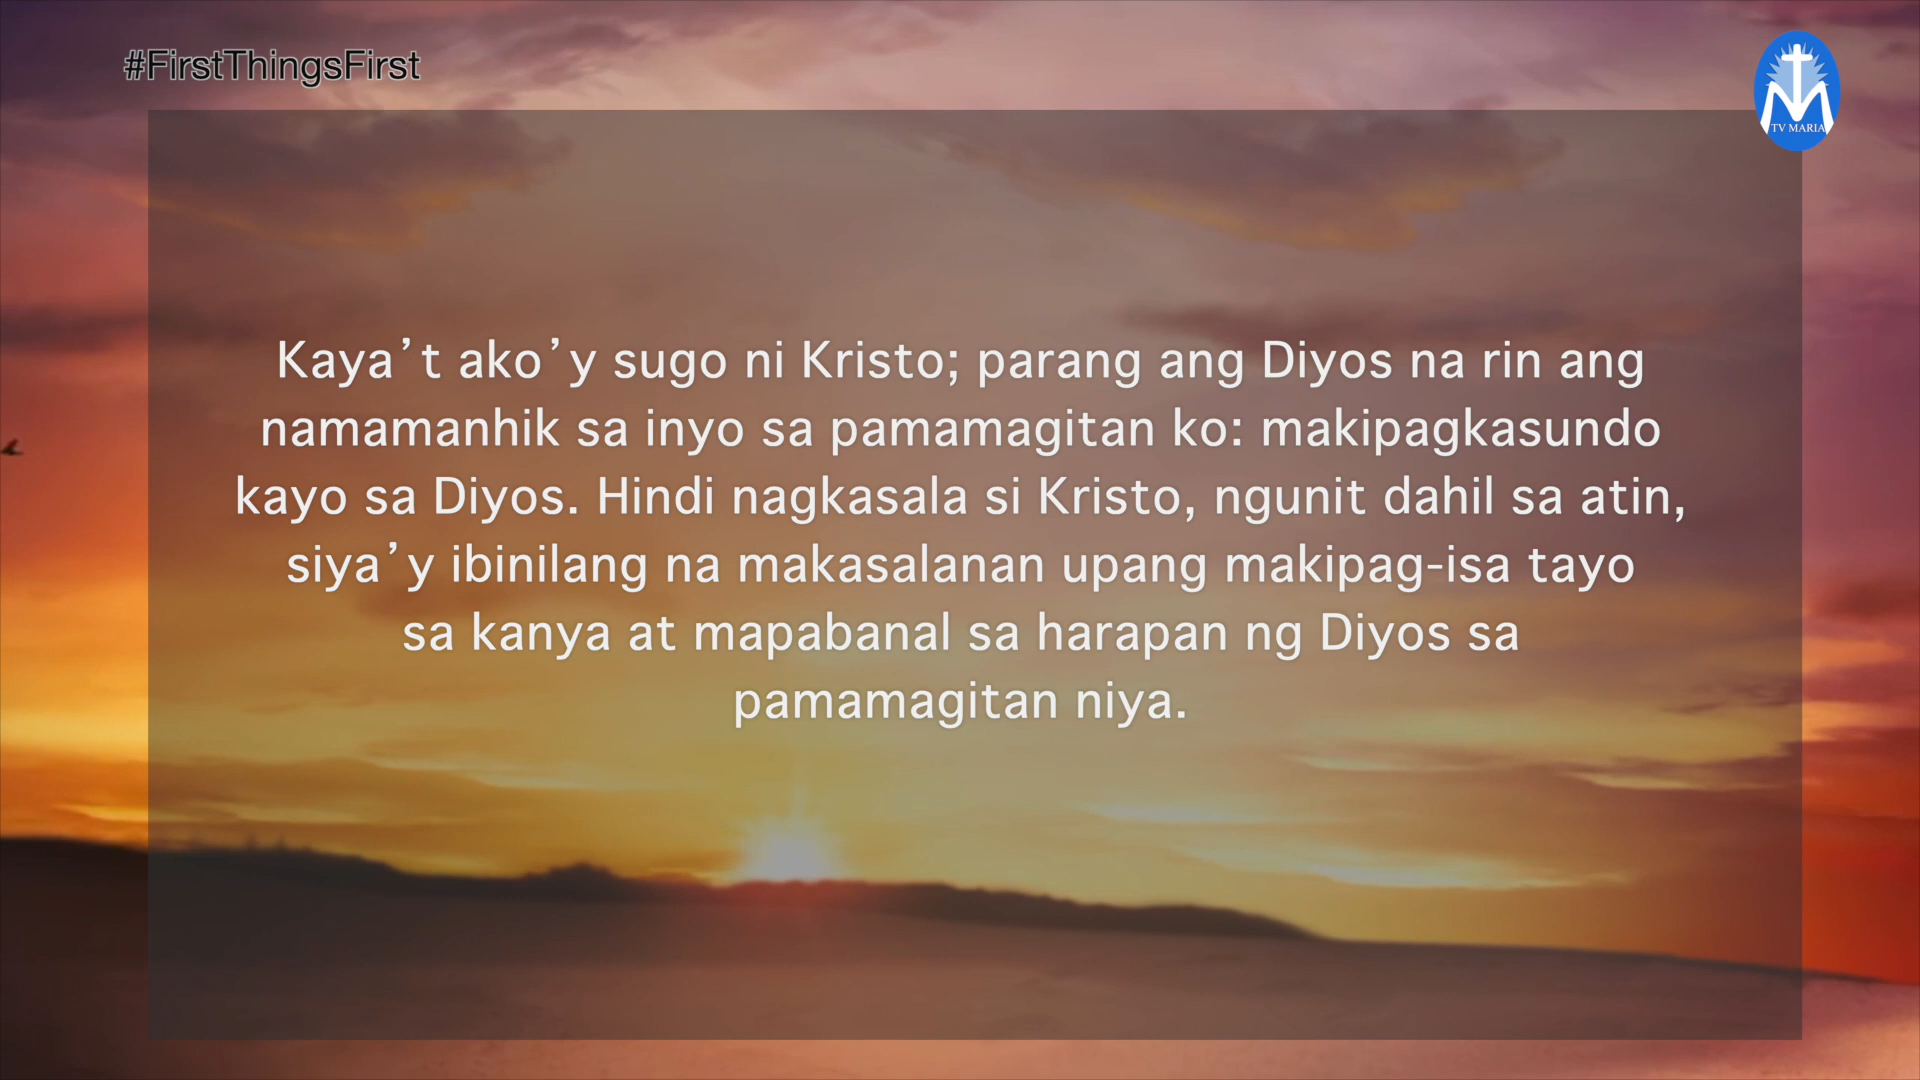 #FirstThingsFirst
TV MARIA
Kaya’t ako’y sugo ni Kristo; parang ang Diyos na rin ang
namamanhik sa inyo sa pamamagitan ko: makipagkasundo
kayo sa Diyos. Hindi nagkasala si Kristo, ngunit dahil sa atin,
siya’y ibinilang na makasalanan upang makipag-isa tayo
sa kanya at mapabanal sa harapan ng Diyos sa
pamamagitan niya.